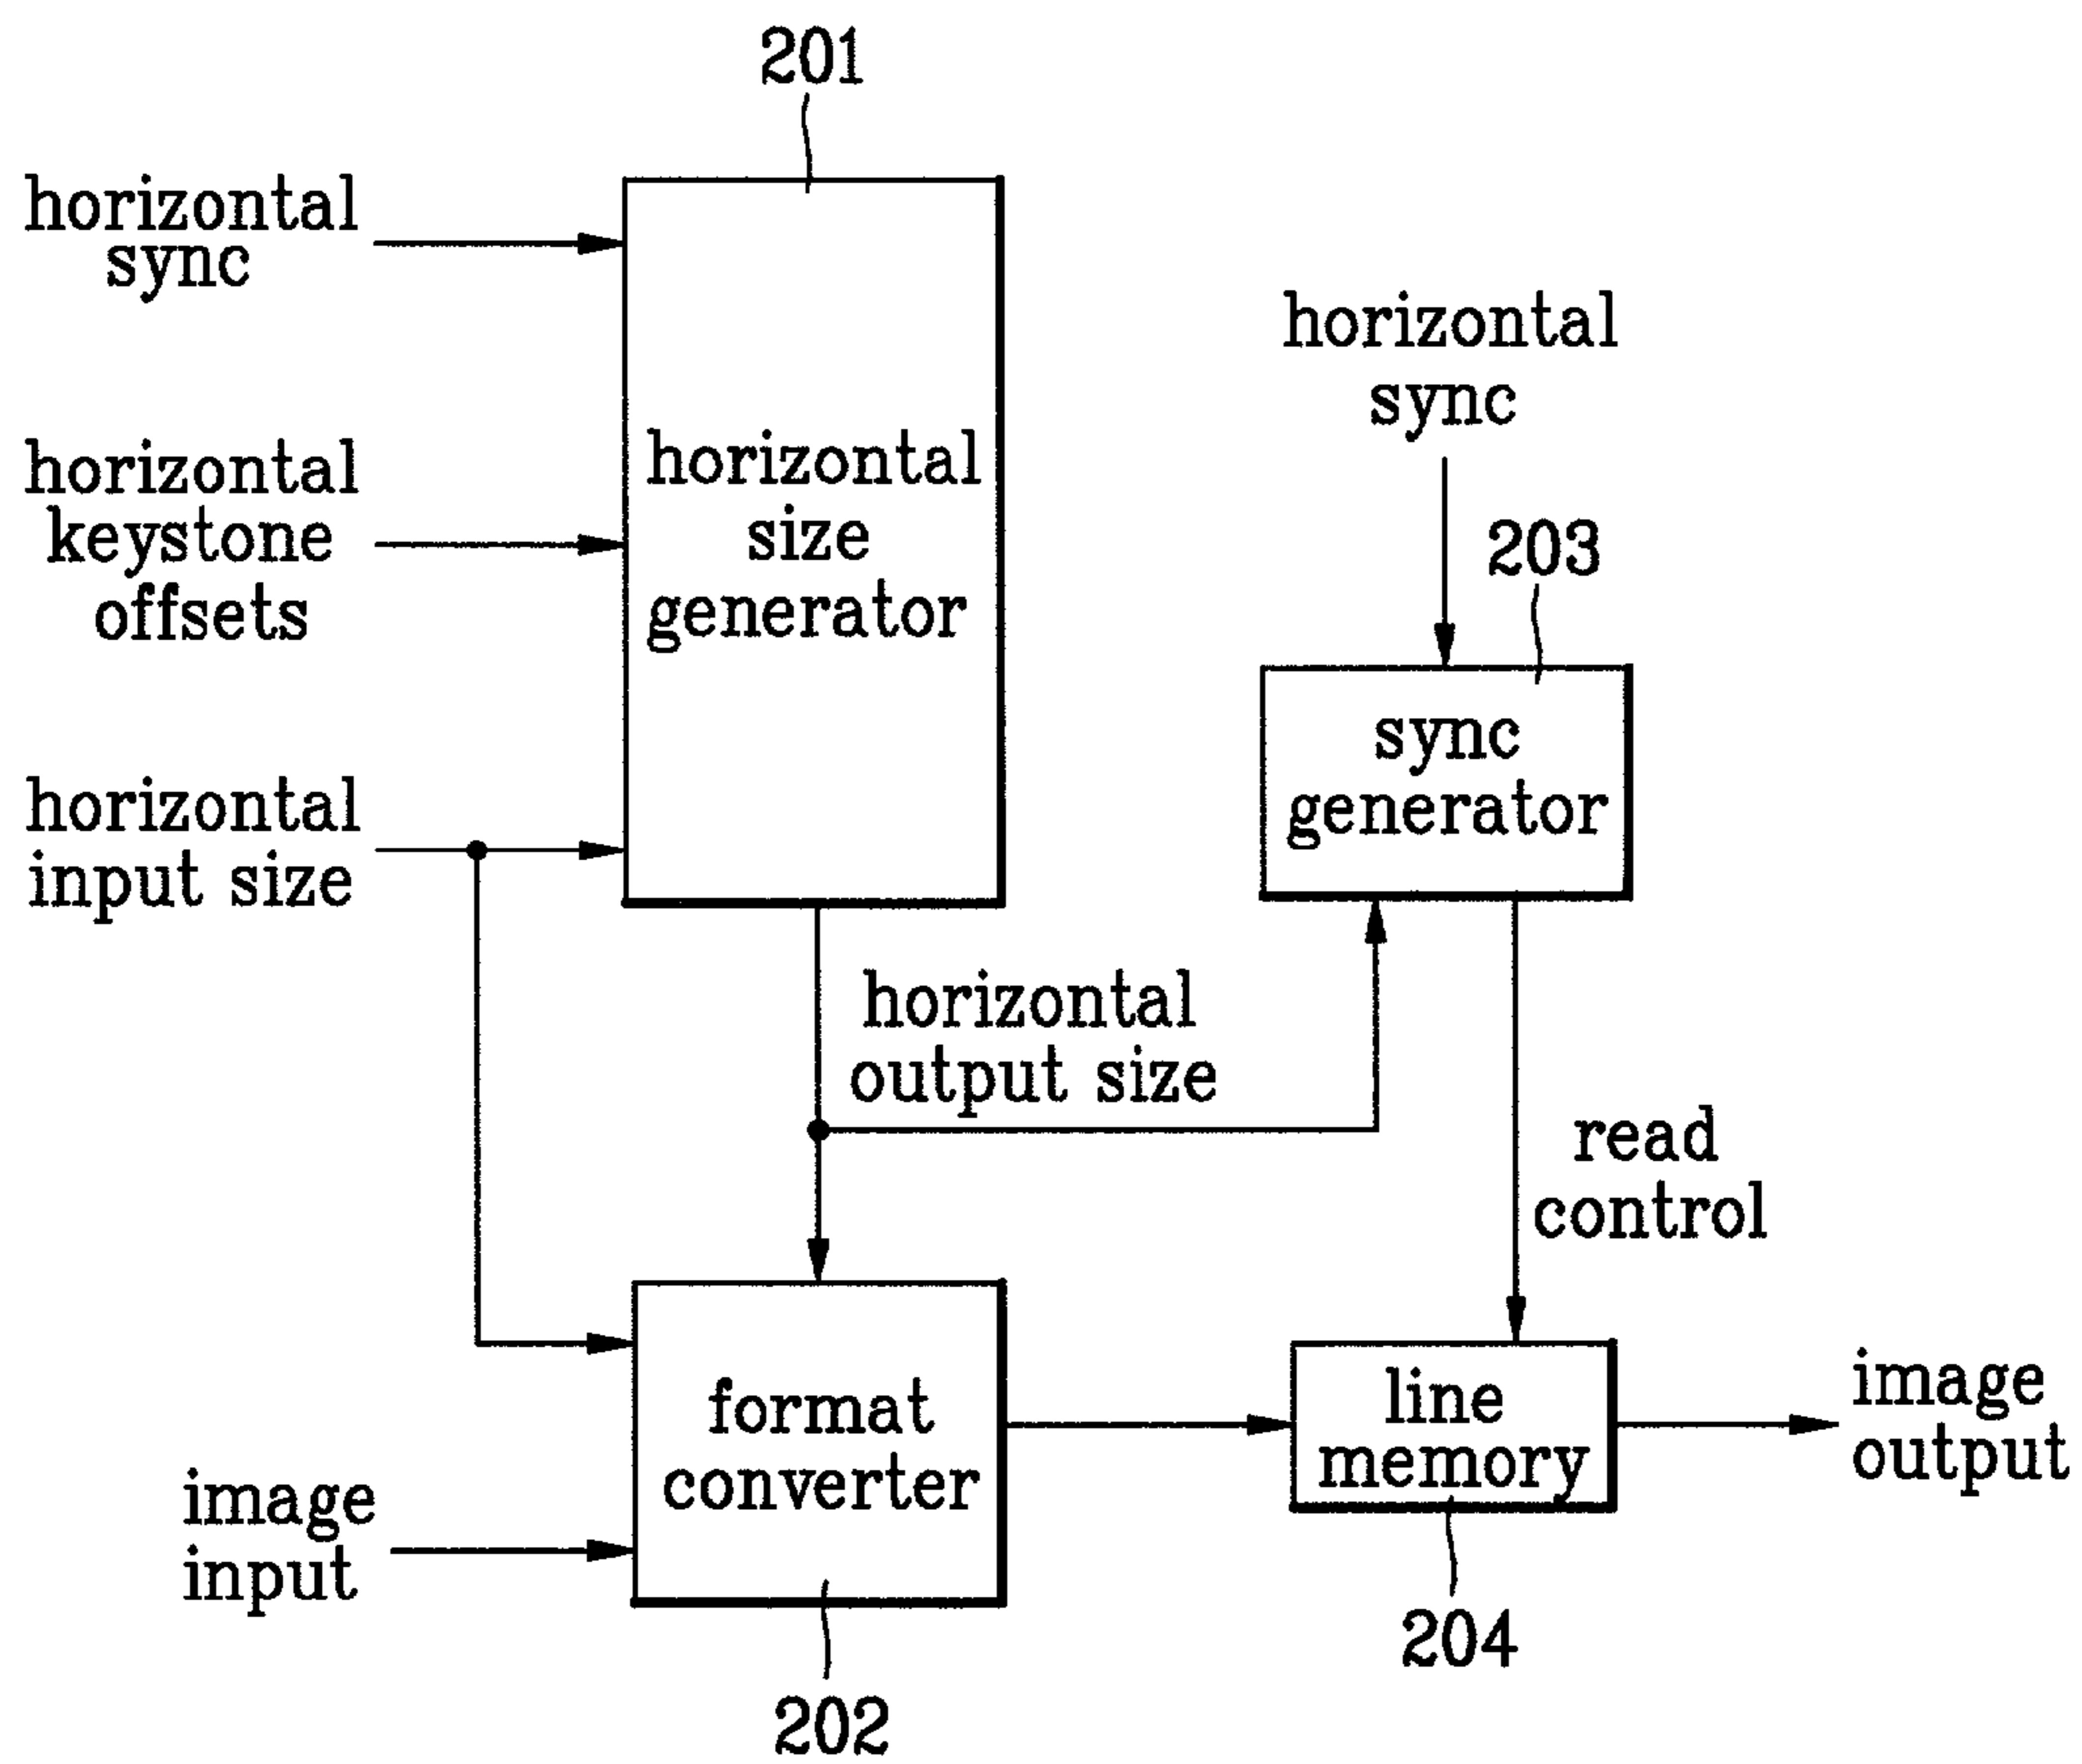 201
horizontal
sync
horizontal
keystone
offsets
horizontal
input size
horizontal
size
generator
horizontal
sync
203
sync
generator
horizontal
output size
read
control
format
converter
image
input
202
line
memory
204
image
output